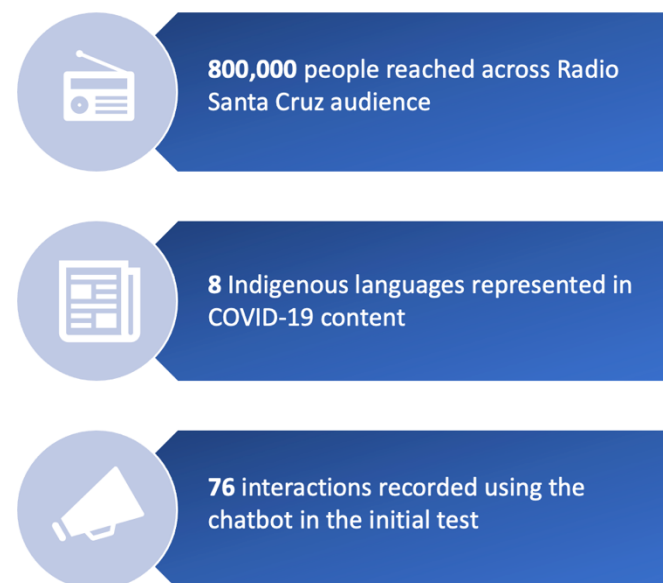 800,000 people reached across Radio
Santa Cruz audience
8 Indigenous languages represented in
COVID-19 content
76 interactions recorded using the
chatbot in the initial test